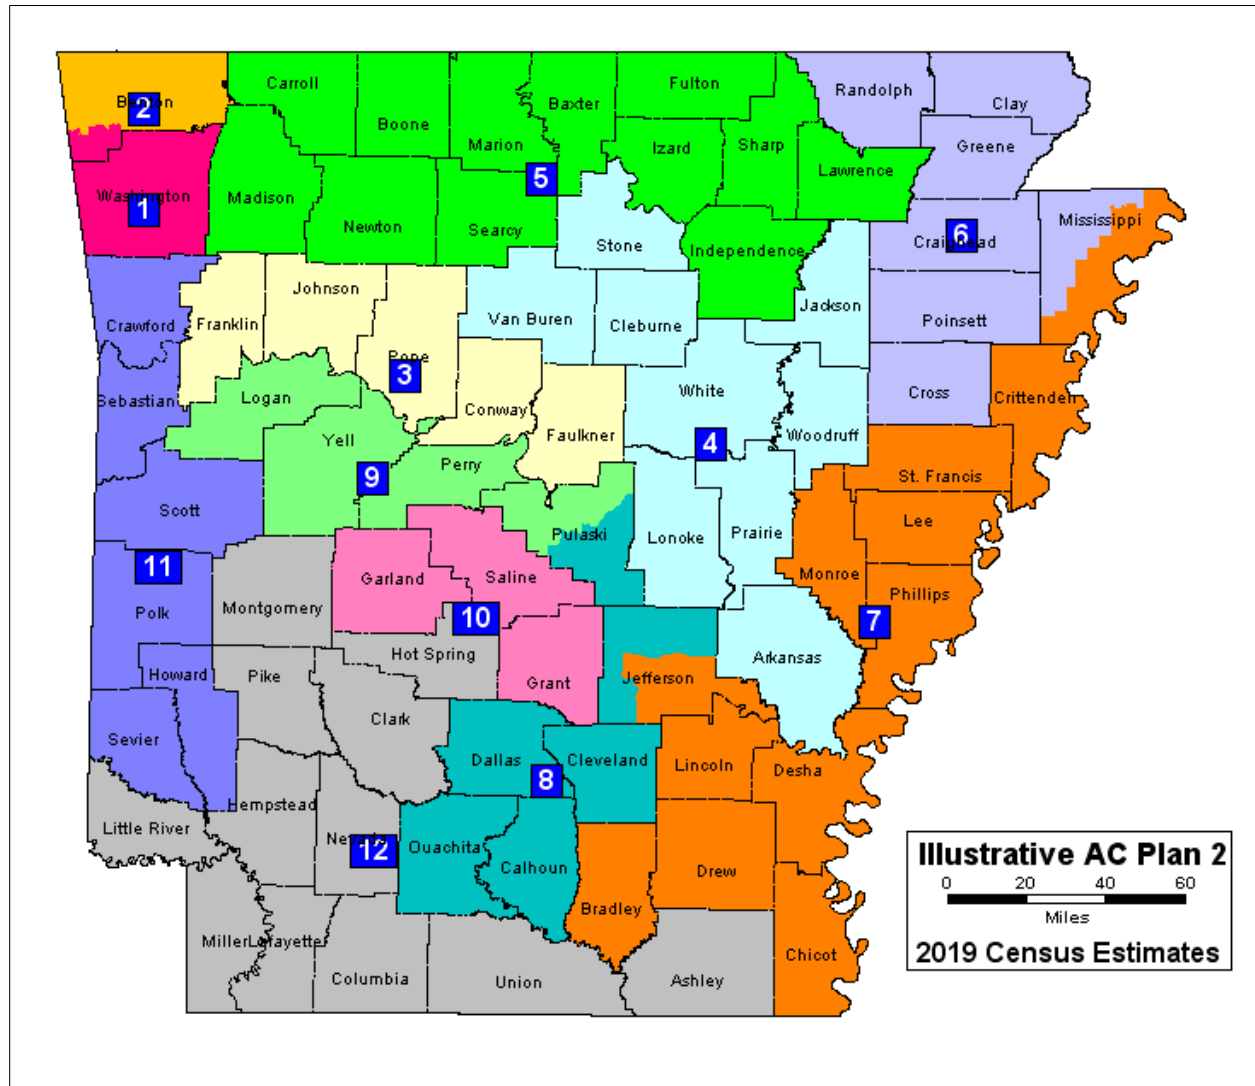 Carroll
Fulton
Randolph
Benton
2
Baxter
Clay
Boone
Marion
Izard
Sharp
Greene
Lawrence
5
Washington
1
Madison
Newton
Searcy
Stone
Independence
6
Craighead
Mississippi
Johnson
Jackson
Crawford
Franklin
Van Buren
Cleburne
Poinsett
Pope
3
Sebastian
Logan
Conway
White
Cross
Crittenden
Yell
Faulkner
4
Woodruff
9
Perry
St. Francis
Scott
Pulaski
Lonoke
Prairie
Lee
11
Garland
Saline
Monroe
Phillips
Polk
Montgomery
10
7
Hot Spring
Arkansas
Howard
Pike
Grant
Jefferson
Clark
Sevier
Dallas
Cleveland
Lincoln
Desha
8
Hempstead
Little River
Nevada
12
Ouachita
Calhoun
Drew
Bradley
Miller
Lafayette
Columbia
Union
Ashley
Chicot
Illustrative AC Plan 2
0 20 40 60
Miles
2019 Census Estimates